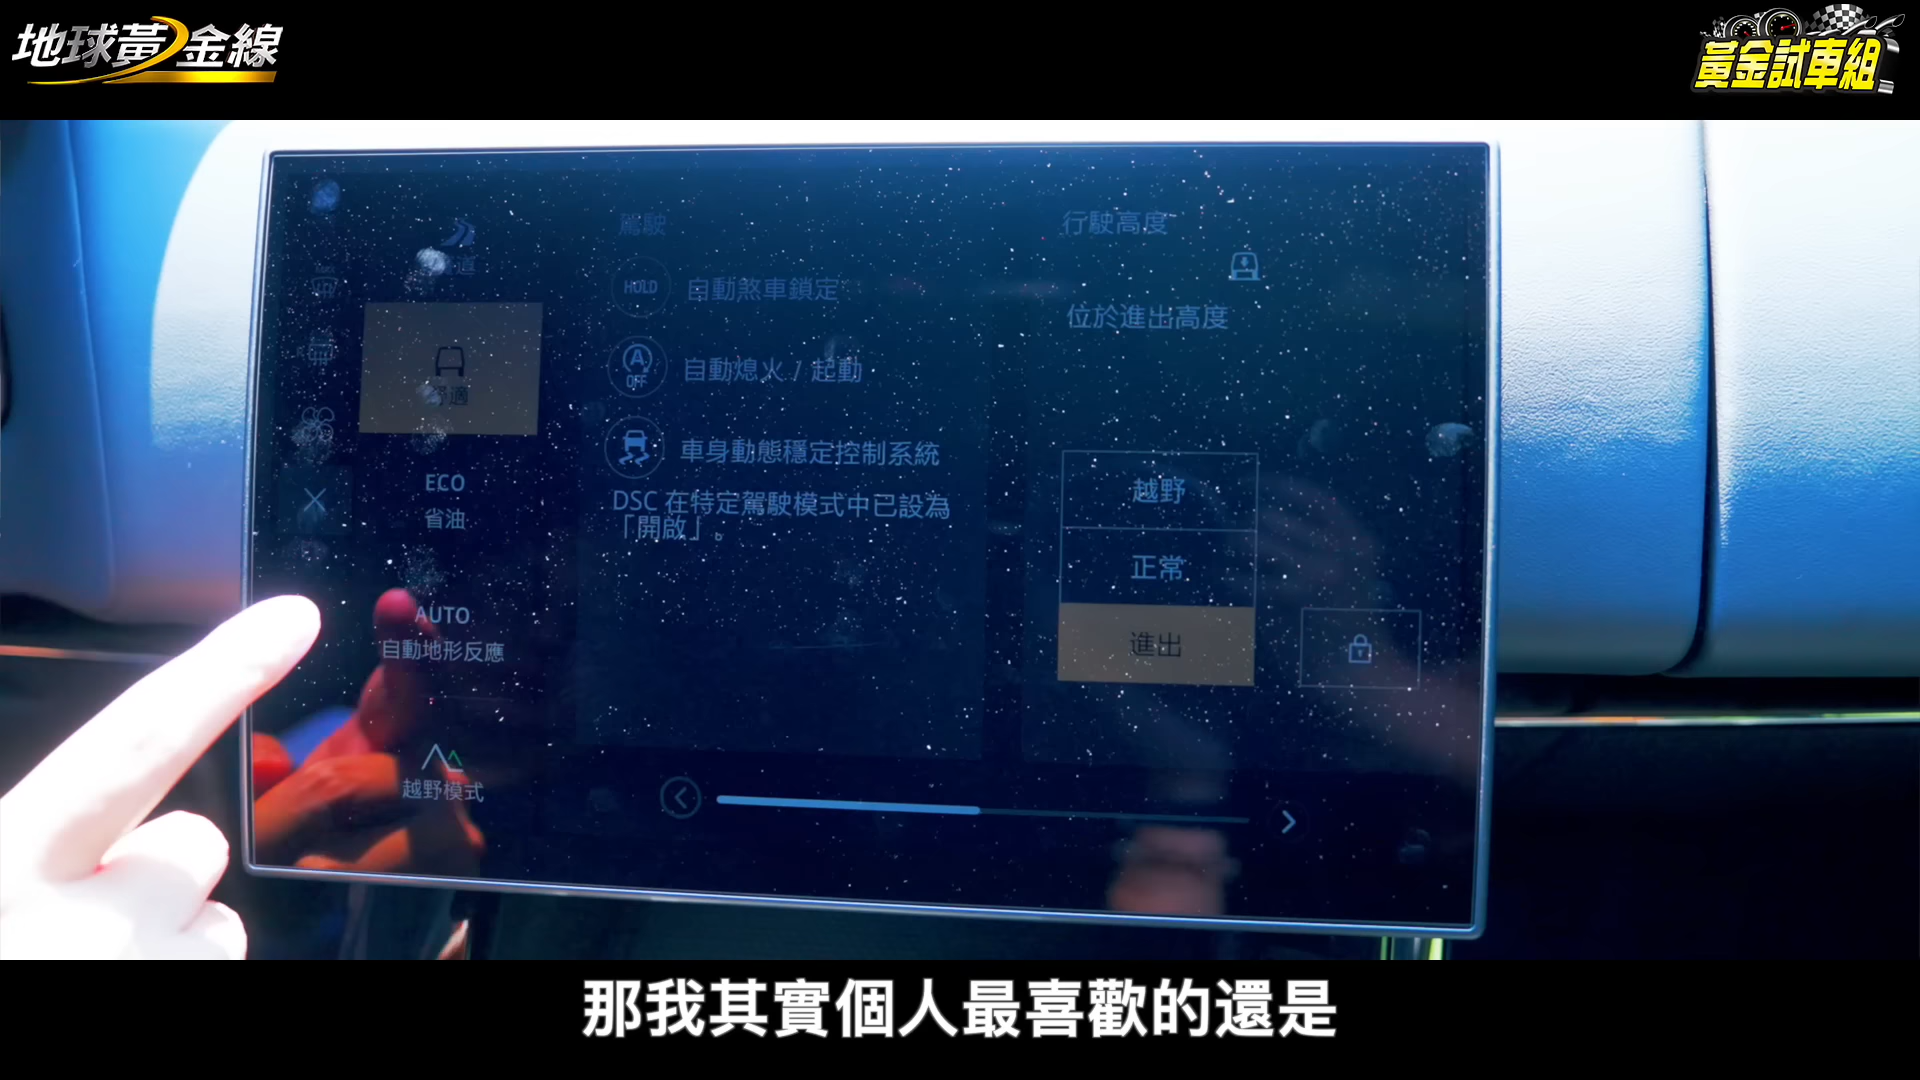 地球黃金線
黃金試車組
駕駛
行駛高度
HOLD
自動煞車鎖定
位於進出高度
A
OFF
自動熄火 / 起動
舒適
車身動態穩定控制系統
ECO
省油
DSC 在特定駕駛模式中已設為
「開啟」。
越野
正常
AUTO
自動地形反應
進出
越野模式
那我其實個人最喜歡的還是